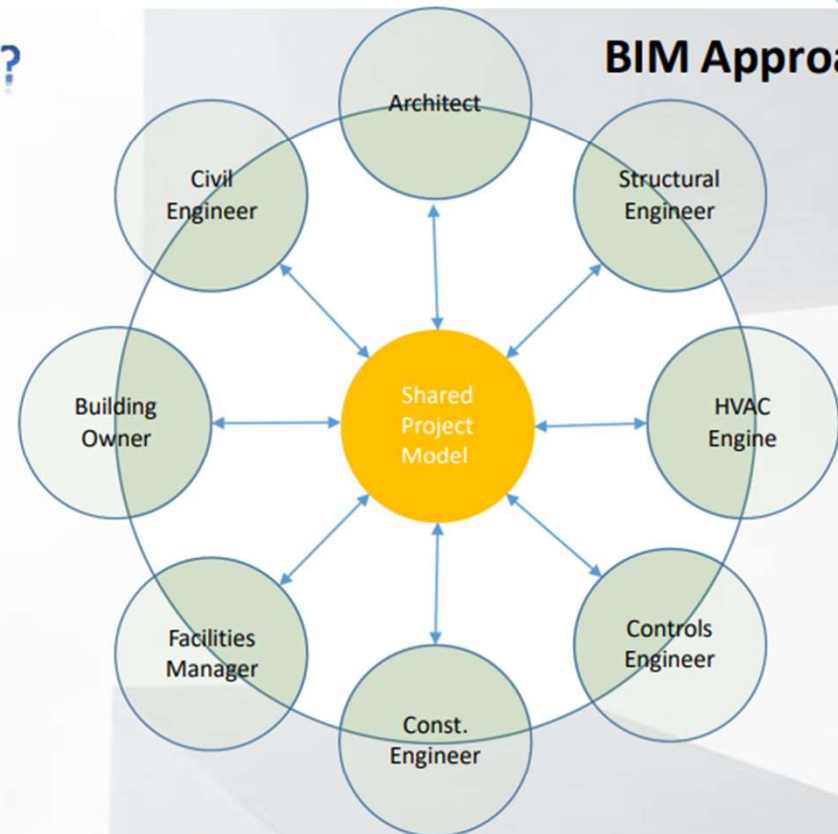 ?
BIM Approa
Architect
Civil
Engineer
Structural
Engineer
Building
Owner
Shared
Project
Model
HVAC
Engine
Facilities
Manager
Controls
Engineer
Const.
Engineer